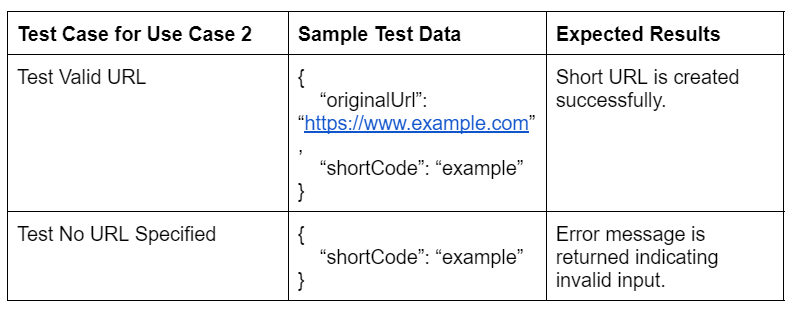 Test Case for Use Case 2 Sample Test Data Expected Results
Test Valid URL
{
“originalUrl”:
“https://www.example.com”
,
“shortCode”: “example”
}
Short URL is created
successfully.
Test No URL Specified
{
“shortCode”: “example”
}
Error message is
returned indicating
invalid input.